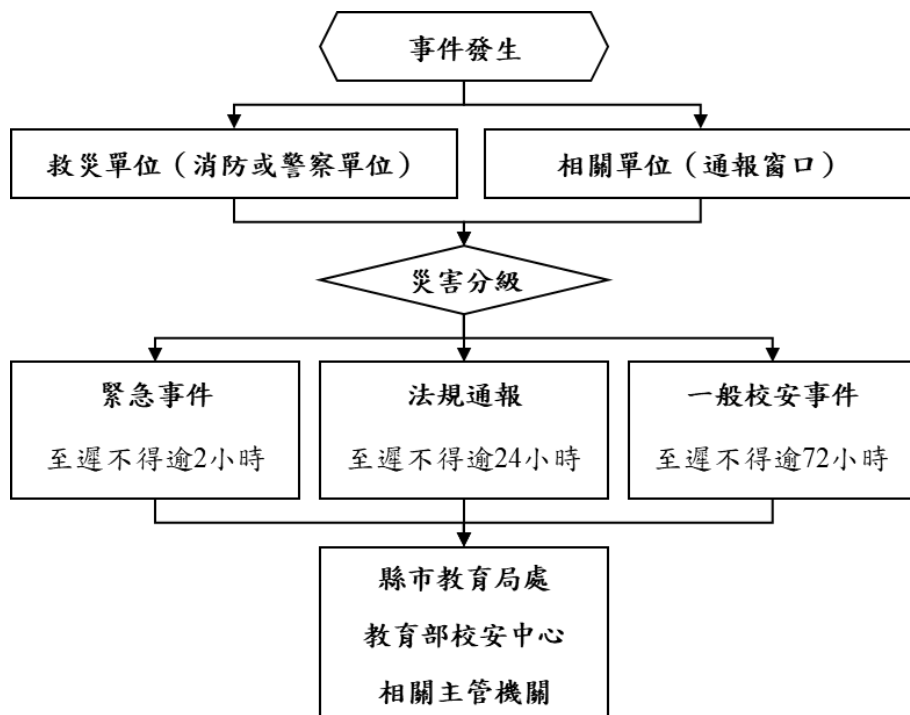 事件發生
救災單位（消防或警察單位）
相關單位（通報窗口）
災害分級
緊急事件
至遲不得逾2小時
法規通報
至遲不得逾24小時
一般校安事件
至遲不得逾72小時
縣市教育局處
教育部校安中心
相關主管機關